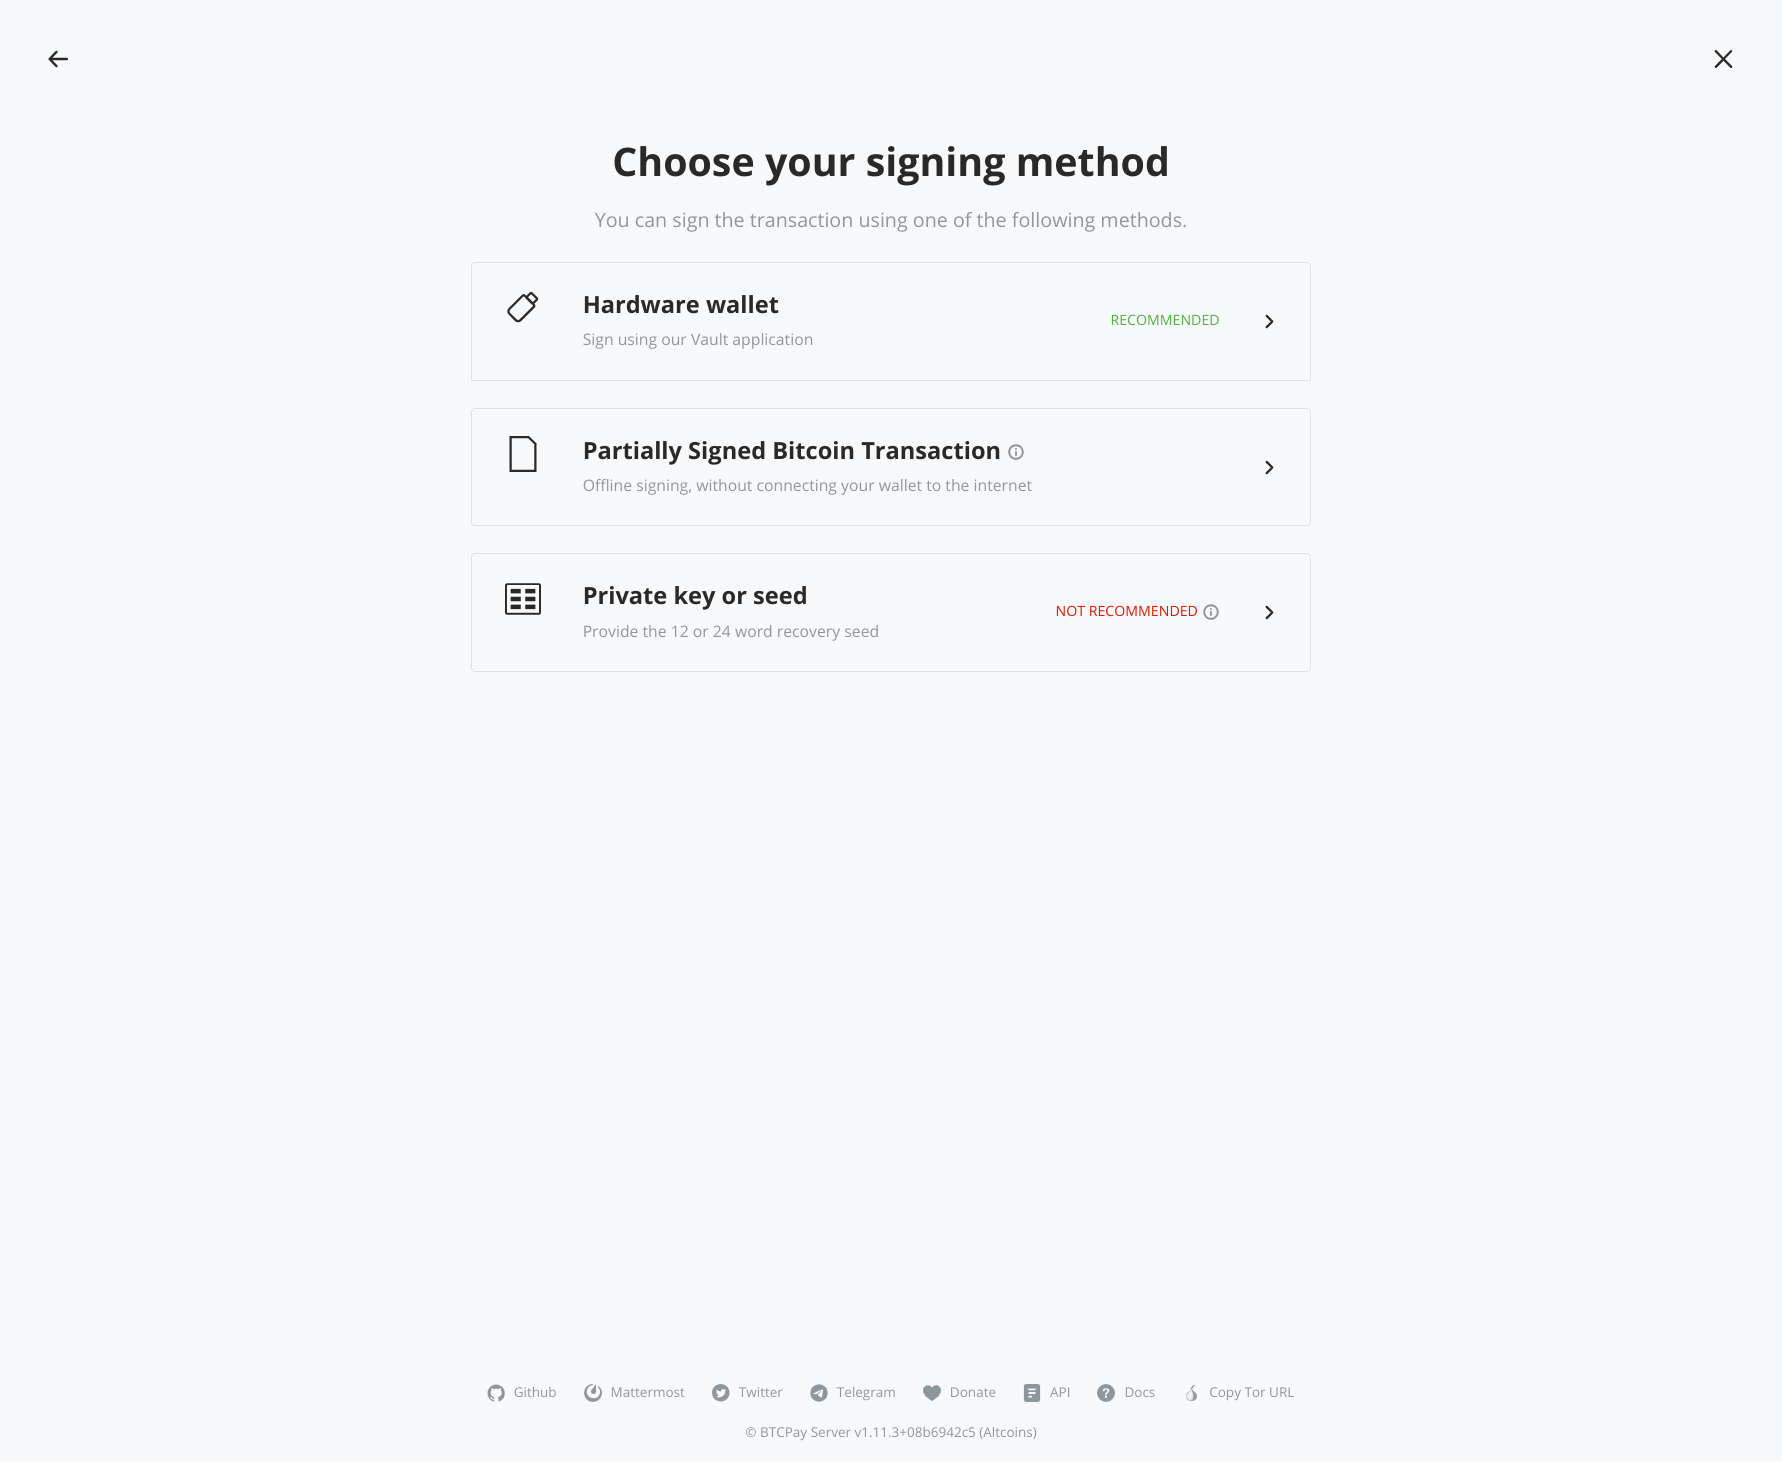 Choose your signing method
You can sign the transaction using one of the following methods.
Hardware wallet
Sign using our Vault application
RECOMMENDED
Partially Signed Bitcoin Transaction
Offline signing, without connecting your wallet to the internet
Private key or seed
Provide the 12 or 24 word recovery seed
NOT RECOMMENDED
Github Mattermost Twitter Telegram Donate API Docs Copy Tor URL
© BTCPay Server v1.11.3+08b6942c5 (Altcoins)